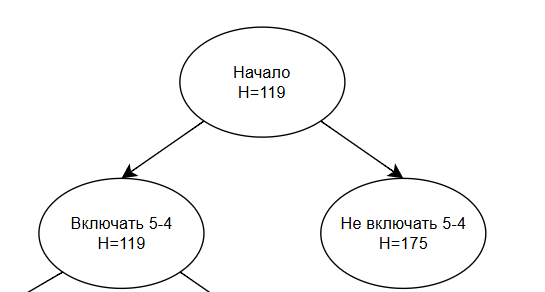 Начало
H=119
Включать 5-4
H=119
Не включать 5-4
H=175